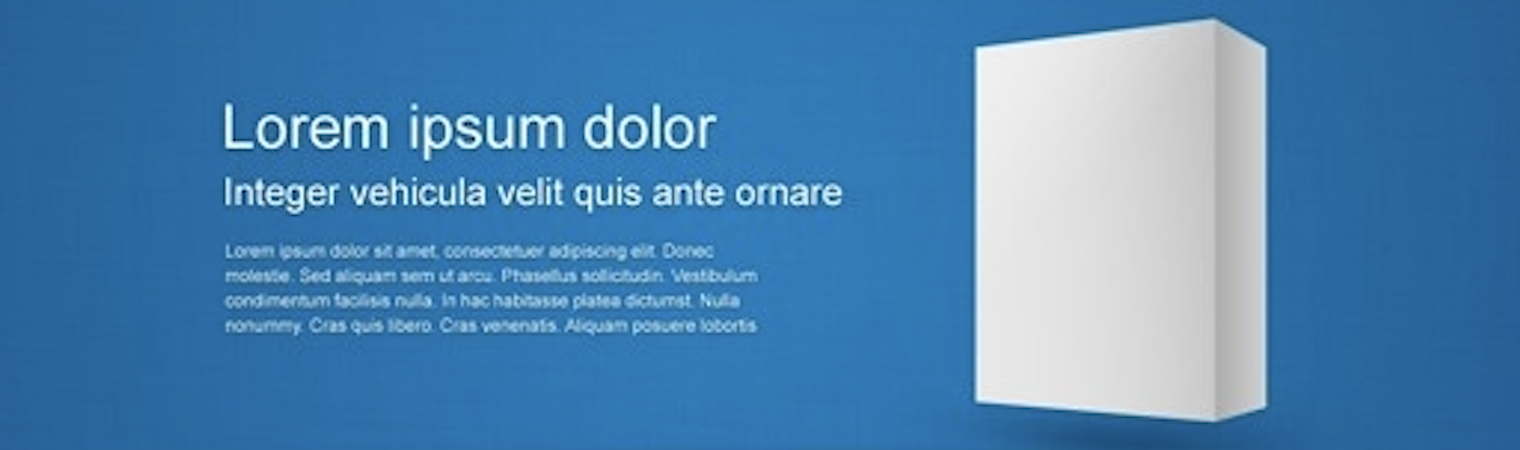 Lorem ipsum dolor
Integer vehicula velit quis ante ornare
Lorem ipsum dolor sit amet, consectetuer adipiscing elit. Donec
molestie. Sed aliquam sem ut arcu. Phasellus sollicitudin. Vestibulum
condimentum facilisis nulla. In hac habitasse platea dictumst. Nulla
nonummy. Cras quis libero. Cras venenatis. Aliquam posuere lobortis